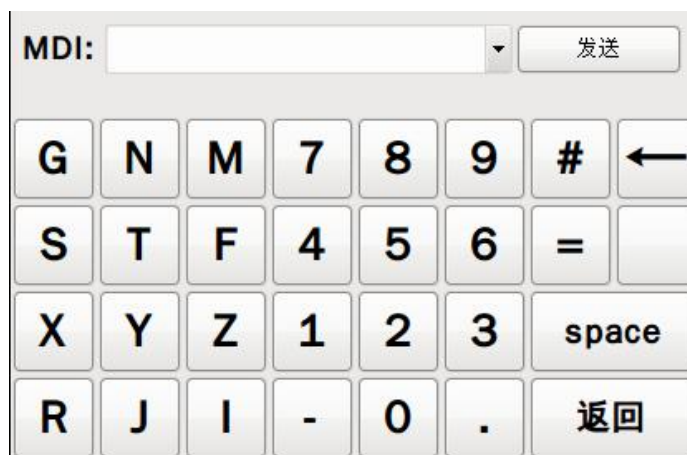 MDI: 发送
G N M 7 8 9 # ←
S T F 4 5 6 =
X Y Z 1 2 3 space
R J I - 0 . 返回